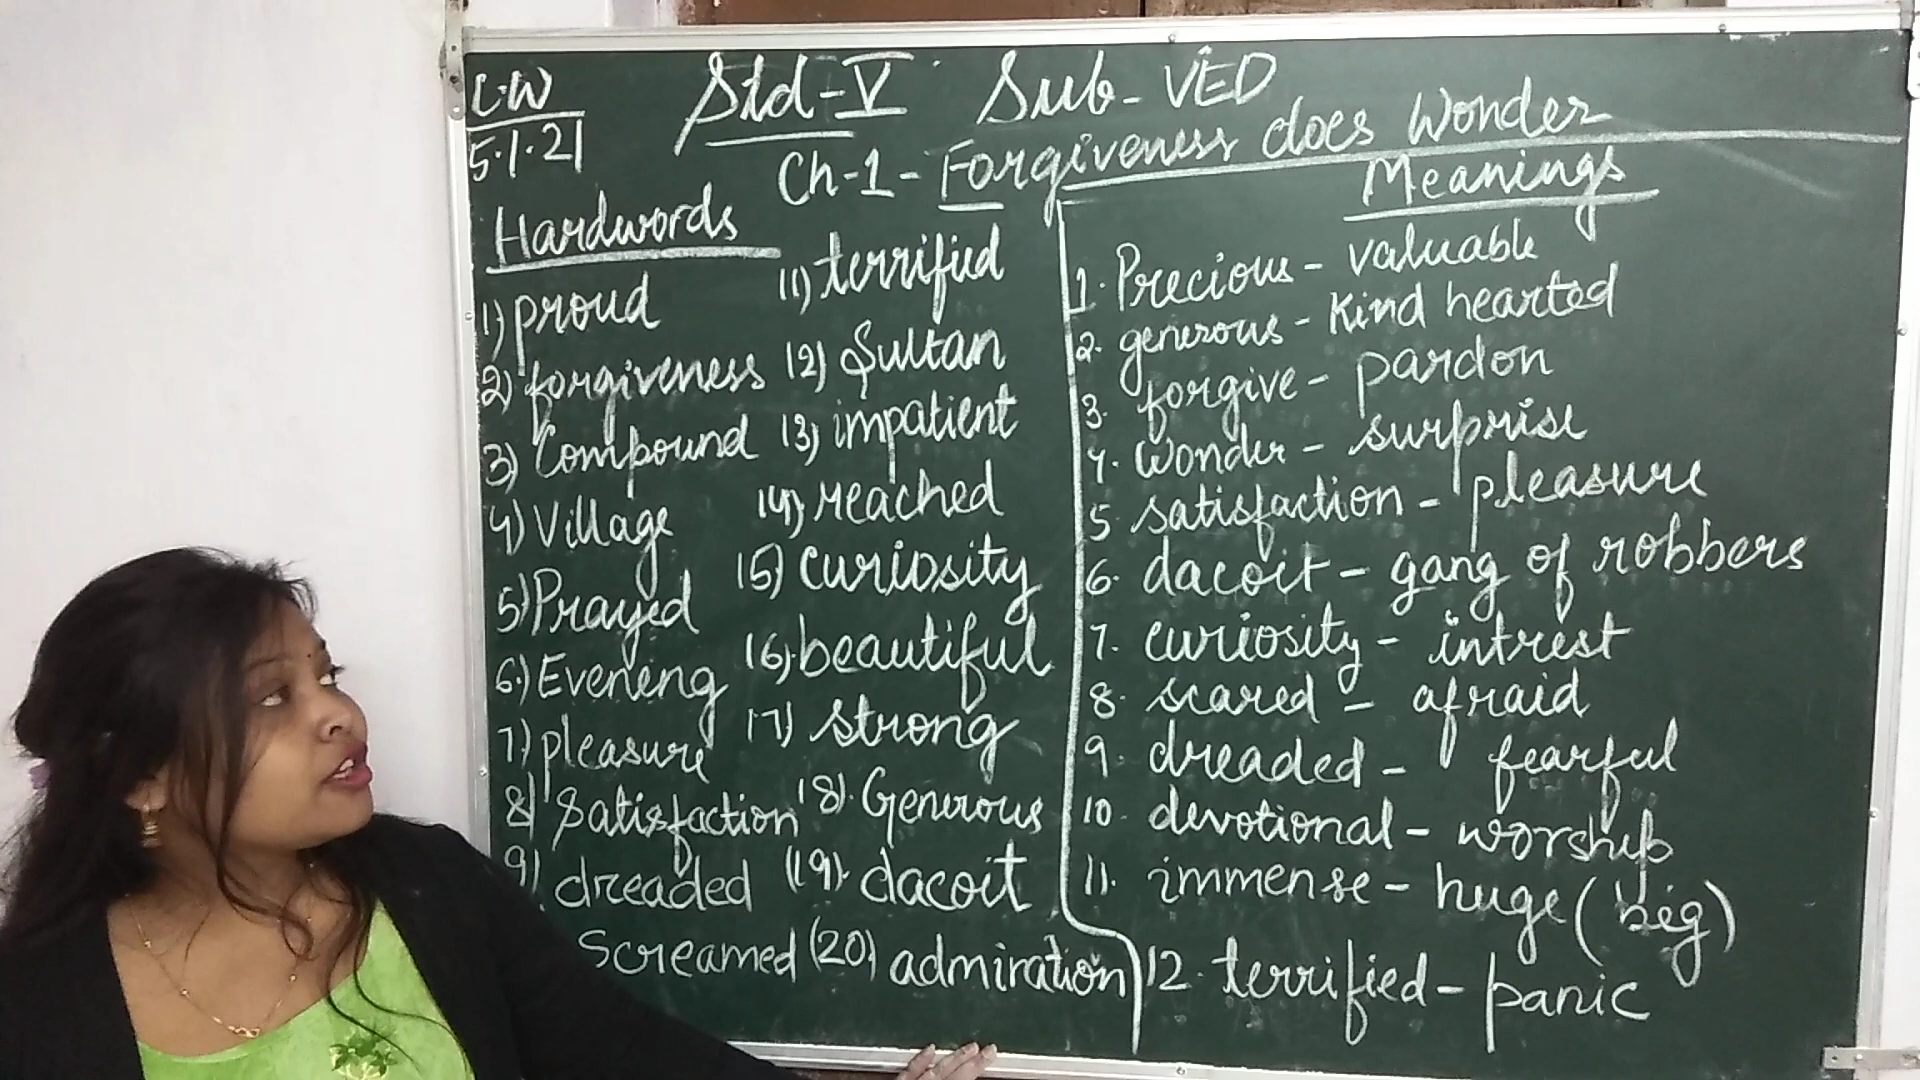 C.W
5.1.21
Std-V Sub- VED
Ch-1- Forgiveness does Wonder
Hardwords
1) proud
2) forgiveness
3) Compound
4) Village
5) Prayed
6) Evening
7) pleasure
8) Satisfaction
9) dreaded
Screamed
11) terrified
12) Sultan
13) impatient
14) reached
15) curiosity
16) beautiful
17) strong
18) Generous
(19) dacoit
(20) admiration
Meanings
1. Precious - valuable
2. generous - Kind hearted
3. forgive - pardon
4. Wonder - surprise
5. satisfaction - pleasure
6. dacoit - gang of robbers
7. curiosity - intrest
8. scared - afraid
9. dreaded - fearful
10. devotional - worship
11. immense - huge (big)
12. terrified - panic